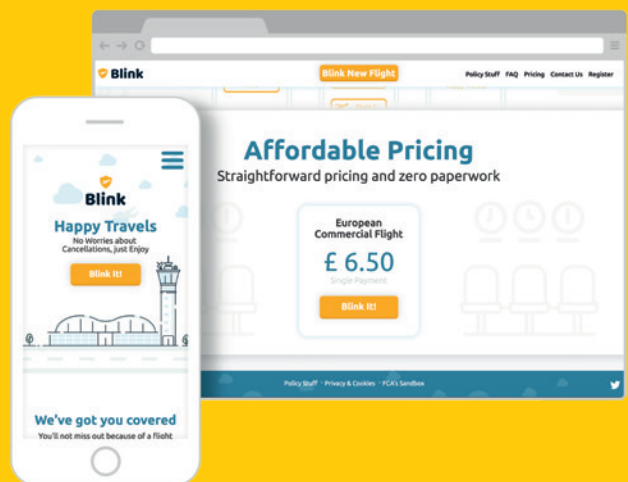 Blink
Blink New Flight
Policy Stuff FAQ Pricing Contact Us Register
Affordable Pricing
Straightforward pricing and zero paperwork
European
Commercial Flight
£ 6.50
Single Payment
Blink It!
Policy Stuff · Privacy & Cookies · FCA's Sandbox
Blink
Happy Travels
No Worries about
Cancellations, just Enjoy
Blink It!
We've got you covered
You'll not miss out because of a flight